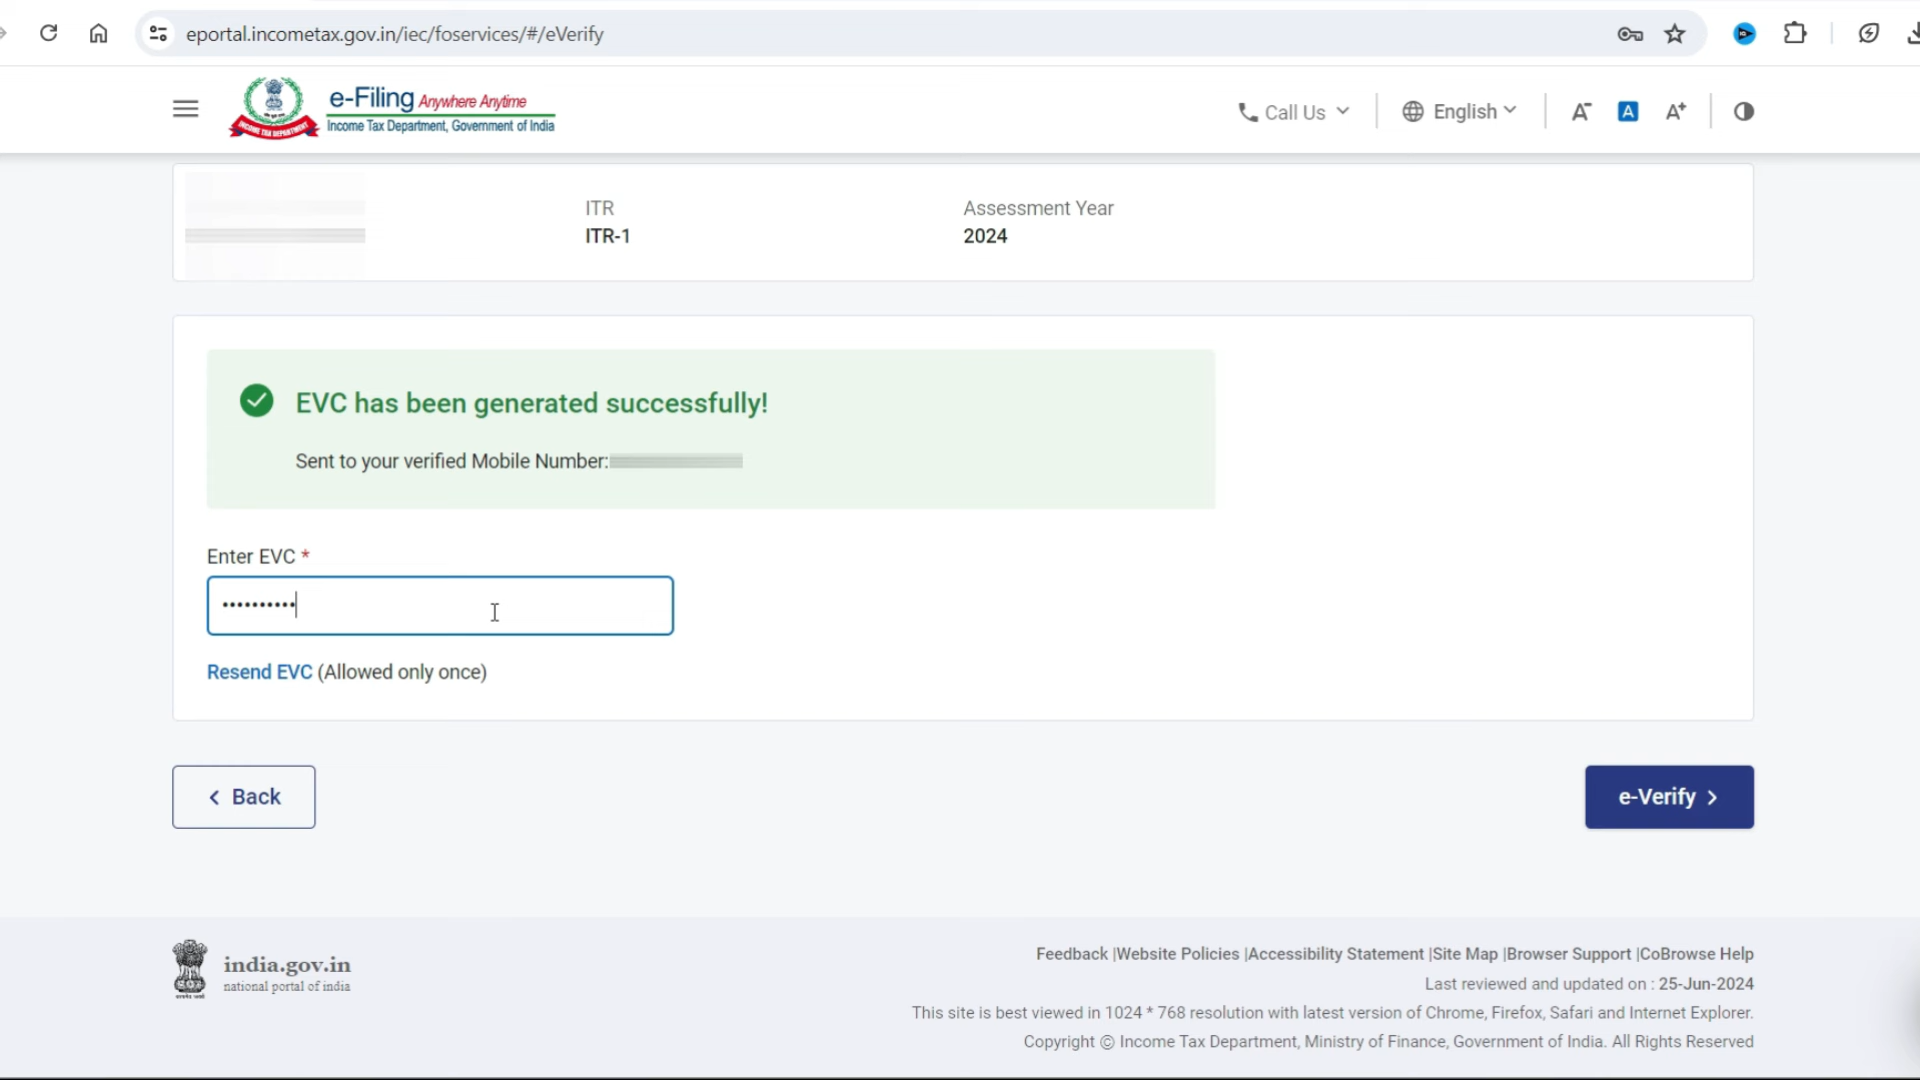 eportal.incometax.gov.in/iec/foservices/#/eVerify
e-Filing Anywhere Anytime
Income Tax Department, Government of India
INCOME TAX DEPARTMENT
Call Us
English
A-
A
A+
ITR
Assessment Year
ITR-1
2024
EVC has been generated successfully!
Sent to your verified Mobile Number:
Enter EVC *
••••••••••
Resend EVC (Allowed only once)
< Back
e-Verify >
india.gov.in
national portal of india
Feedback |Website Policies |Accessibility Statement |Site Map |Browser Support |CoBrowse Help
Last reviewed and updated on : 25-Jun-2024
This site is best viewed in 1024 * 768 resolution with latest version of Chrome, Firefox, Safari and Internet Explorer.
Copyright © Income Tax Department, Ministry of Finance, Government of India. All Rights Reserved